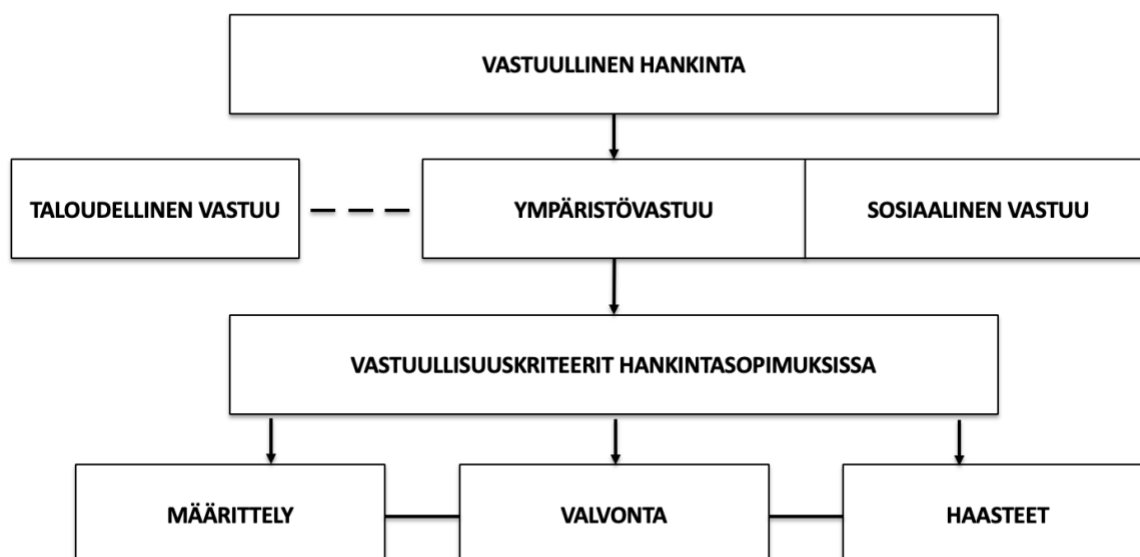 VASTUULLINEN HANKINTA
TALOUDELLINEN VASTUU
YMPÄRISTÖVASTUU
SOSIAALINEN VASTUU
VASTUULLISUUSKRITEERIT HANKINTASOPIMUKSISSA
MÄÄRITTELY
VALVONTA
HAASTEET